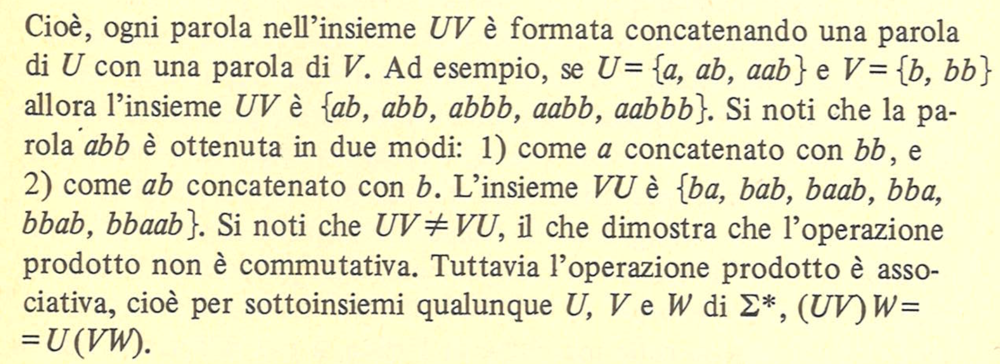 Cioè, ogni parola nell'insieme UV è formata concatenando una parola
di U con una parola di V. Ad esempio, se U= {a, ab, aab} e V= {b, bb}
allora l'insieme UV è {ab, abb, abbb, aabb, aabbb}. Si noti che la pa-
rola abb è ottenuta in due modi: 1) come a concatenato con bb, e
2) come ab concatenato con b. L'insieme VU è {ba, bab, baab, bba,
bbab, bbaab}. Si noti che UV≠VU, il che dimostra che l'operazione
prodotto non è commutativa. Tuttavia l'operazione prodotto è asso-
ciativa, cioè per sottoinsiemi qualunque U, V e W di Σ*, (UV)W=
=U(VW).